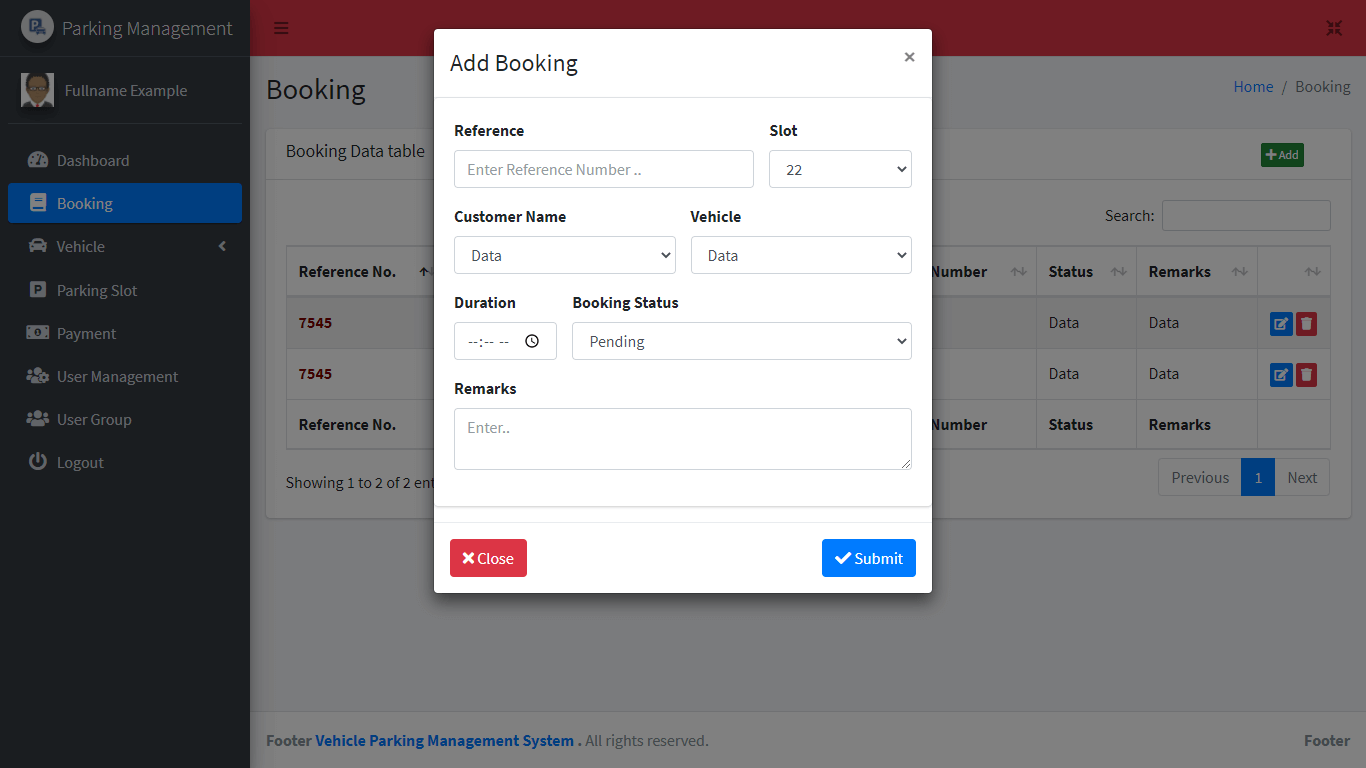 Parking Management
Fullname Example
Dashboard
Booking
Vehicle
Parking Slot
Payment
User Management
User Group
Logout
Booking
Home / Booking
Booking Data table
Add
Search:
Reference No. Number Status Remarks
7545 Data Data
7545 Data Data
Reference No. Number Status Remarks
Showing 1 to 2 of 2 ent
Previous 1 Next
Add Booking ×
Reference Slot
Enter Reference Number .. 22
Customer Name Vehicle
Data Data
Duration Booking Status
--:-- -- Pending
Remarks
Enter..
Close Submit
Footer Vehicle Parking Management System . All rights reserved. Footer